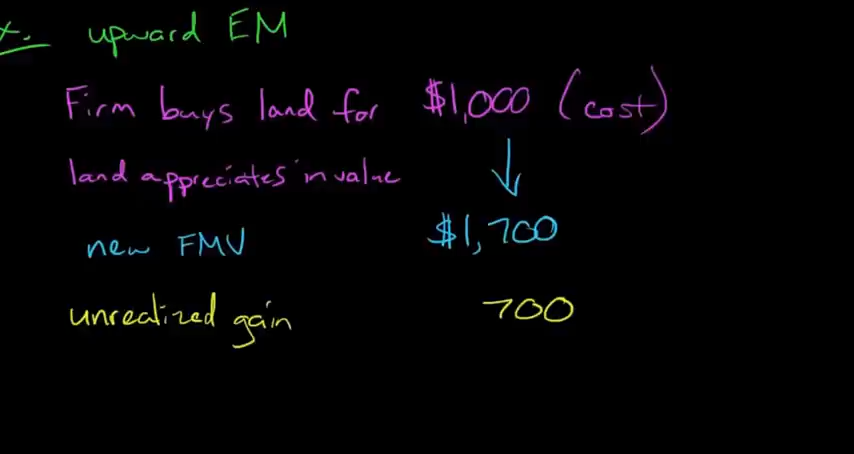 x. upward EM
Firm buys land for $1,000 (cost)
land appreciates in value
new FMV $1,700
unrealized gain 700